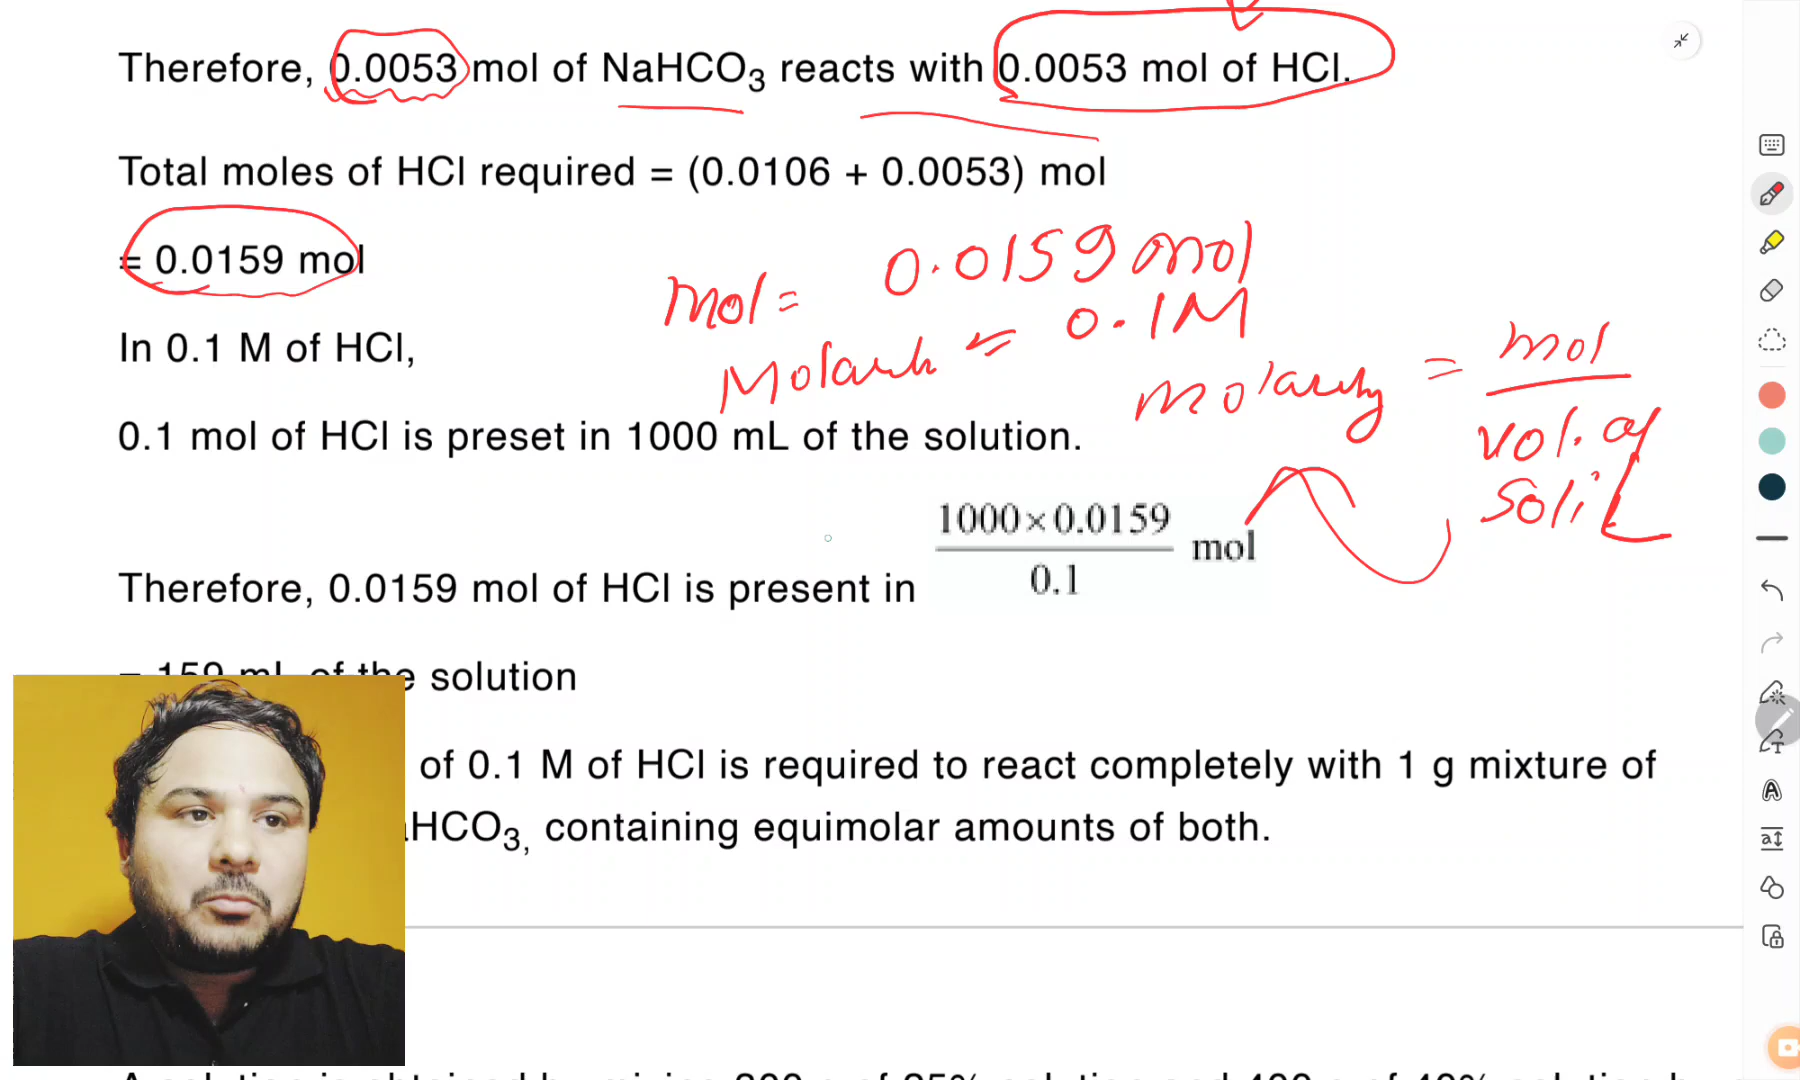 Therefore, 0.0053 mol of NaHCO3 reacts with 0.0053 mol of HCl.
Total moles of HCl required = (0.0106 + 0.0053) mol
= 0.0159 mol
mol = 0.0159 mol
= 0.1M
In 0.1 M of HCl,
molarity = mol
vol. of
0.1 mol of HCl is preset in 1000 mL of the solution.
1000×0.0159
mol
0.1
Therefore, 0.0159 mol of HCl is present in
= 159 mL of the solution
of 0.1 M of HCl is required to react completely with 1 g mixture of
HCO3, containing equimolar amounts of both.